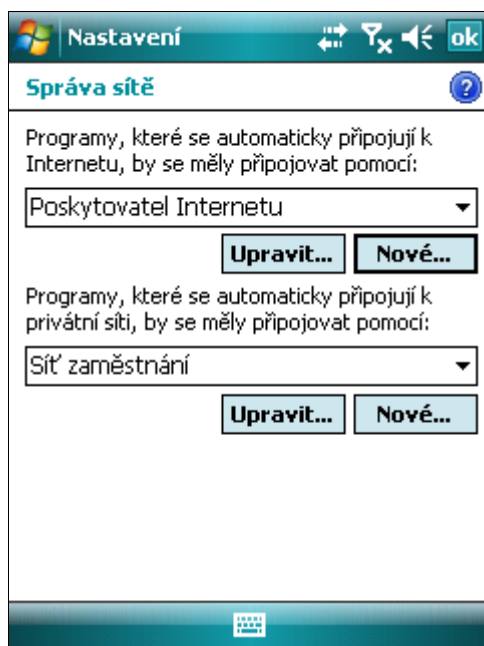 Nastavení
ok
Správa sítě
?
Programy, které se automaticky připojují k
Internetu, by se měly připojovat pomocí:
Poskytovatel Internetu
Upravit... Nové...
Programy, které se automaticky připojují k
privátní síti, by se měly připojovat pomocí:
Síť zaměstnání
Upravit... Nové...